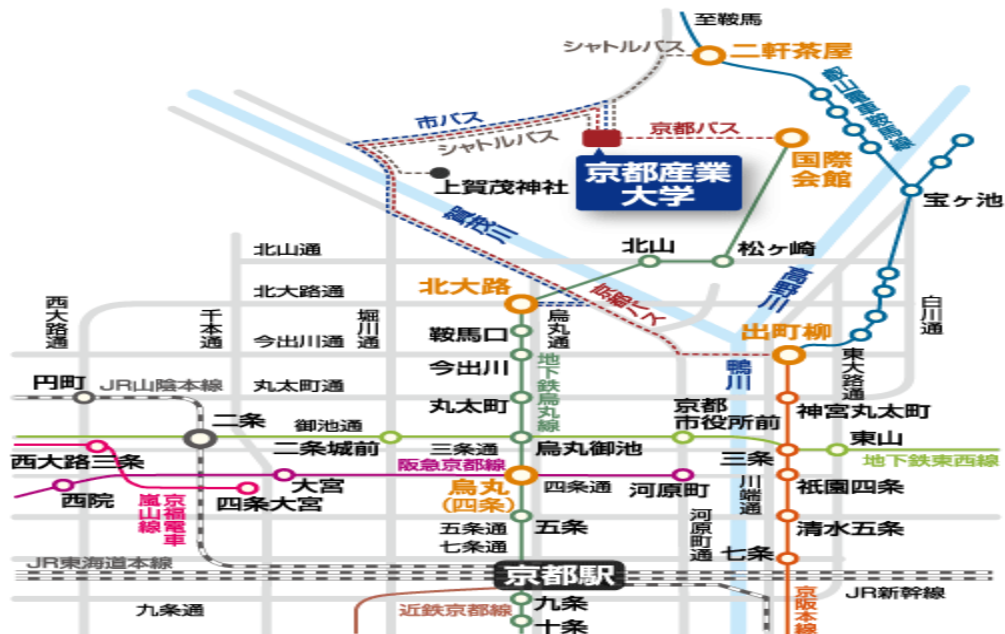 至鞍馬
シャトルバス
二軒茶屋
叡山電鉄鞍馬線
市バス
シャトルバス
京都バス
国際
会館
京都産業
大学
上賀茂神社
宝ヶ池
賀茂川
北山通
北山
松ヶ崎
高野川
北大路
北大路通
京都バス
西大路通
千本通
堀川通
烏丸通
白川通
鞍馬口
出町柳
今出川通
今出川
地下鉄烏丸線
鴨川
東大路通
円町
JR山陰本線
丸太町通
丸太町
京都
市役所前
神宮丸太町
二条
御池通
二条城前
三条通
烏丸御池
三条
東山
地下鉄東西線
西大路三条
阪急京都線
大宮
烏丸
(四条)
四条通
河原町
川端通
祇園四条
西院
京福電車
嵐山線
四条大宮
五条通
五条
河原町通
清水五条
七条通
七条
JR東海道本線
京都駅
JR新幹線
九条通
近鉄京都線
九条
十条
京阪本線